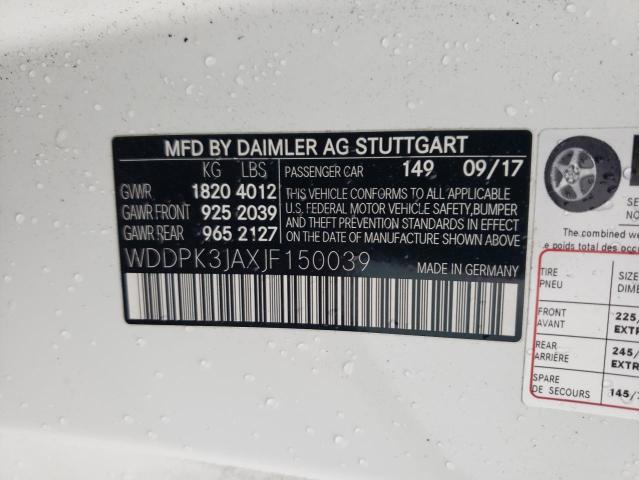 MFD BY DAIMLER AG STUTTGART
KG LBS PASSENGER CAR 149 09/17
GVWR 1820 4012
GAWR FRONT 925 2039
GAWR REAR 965 2127
THIS VEHICLE CONFORMS TO ALL APPLICABLE
U.S. FEDERAL MOTOR VEHICLE SAFETY,BUMPER
AND THEFT PREVENTION STANDARDS IN EFFECT
ON THE DATE OF MANUFACTURE SHOWN ABOVE
WDDPK3JAXJF150039 MADE IN GERMANY
The combined w
e poids total des
TIRE SIZE
PNEU DIME
FRONT 225/
AVANT EXTR
REAR 245/
ARRIÈRE EXTR
SPARE
DE SECOURS 145/